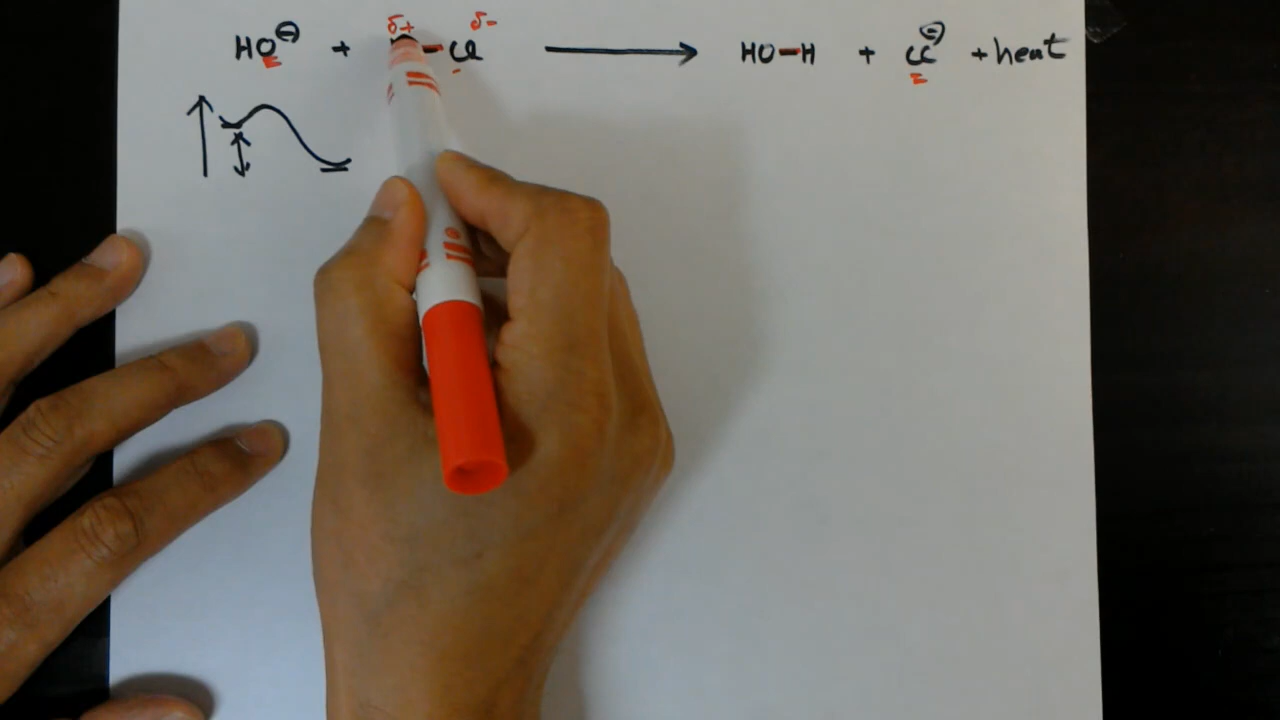 δ+ δ-
HO⊖ + -Cl ⟶ HO-H + Cl⊖ + heat